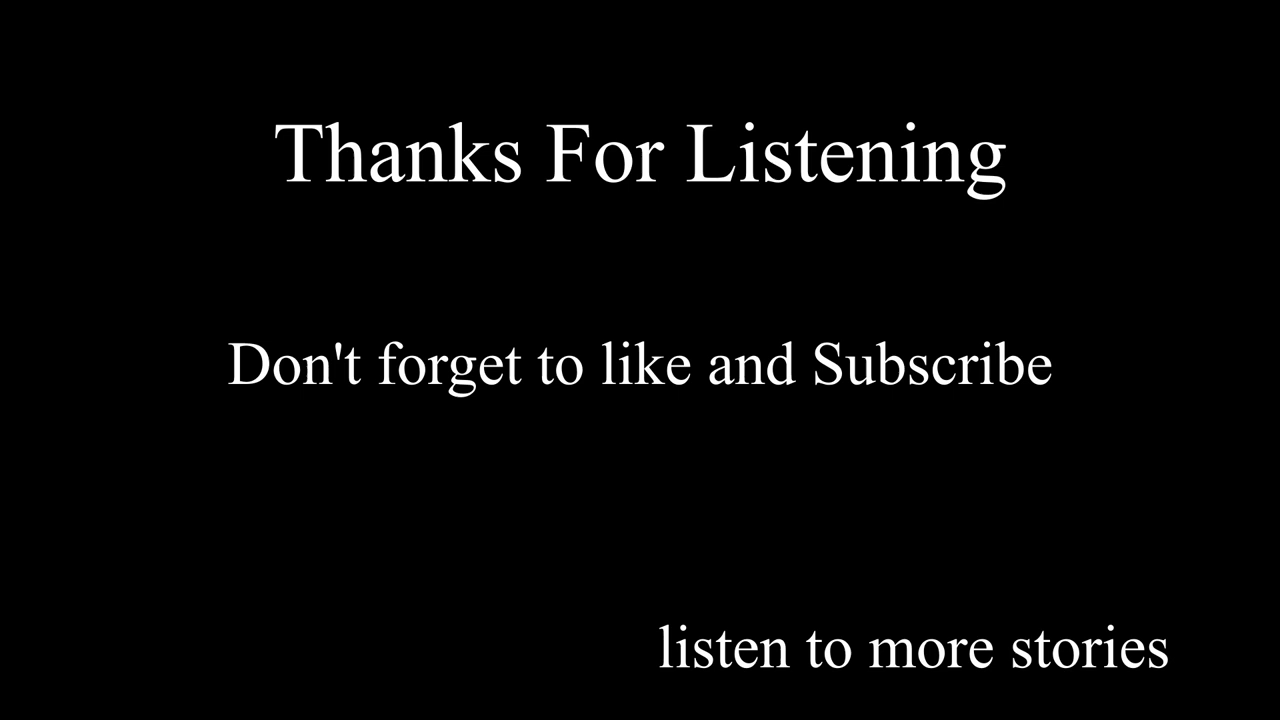 Thanks For Listening
Don't forget to like and Subscribe
listen to more stories